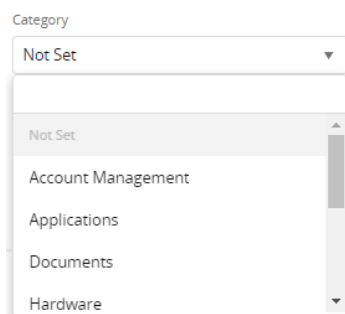 Category
Not Set
Not Set
Account Management
Applications
Documents
Hardware